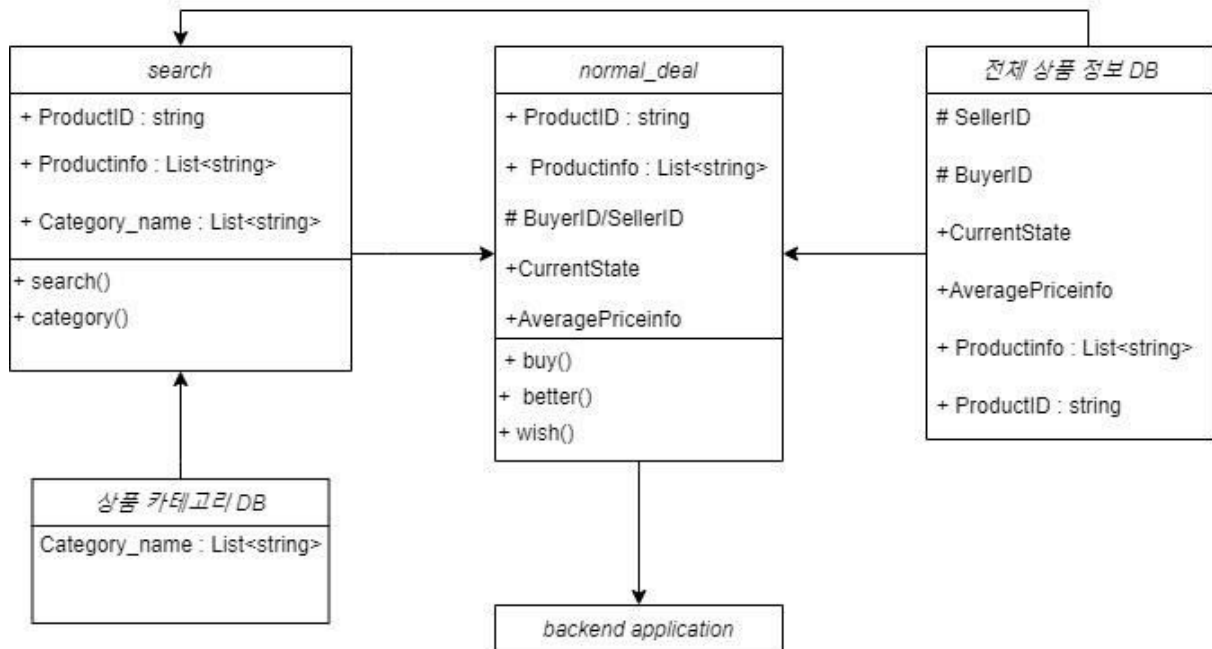 search
+ ProductID : string
+ Productinfo : List<string>
+ Category_name : List<string>
+ search()
+ category()
normal_deal
+ ProductID : string
+ Productinfo : List<string>
# BuyerID/SellerID
+CurrentState
+AveragePriceinfo
+ buy()
+ better()
+ wish()
전체 상품 정보 DB
# SellerID
# BuyerID
+CurrentState
+AveragePriceinfo
+ Productinfo : List<string>
+ ProductID : string
상품 카테고리 DB
Category_name : List<string>
backend application